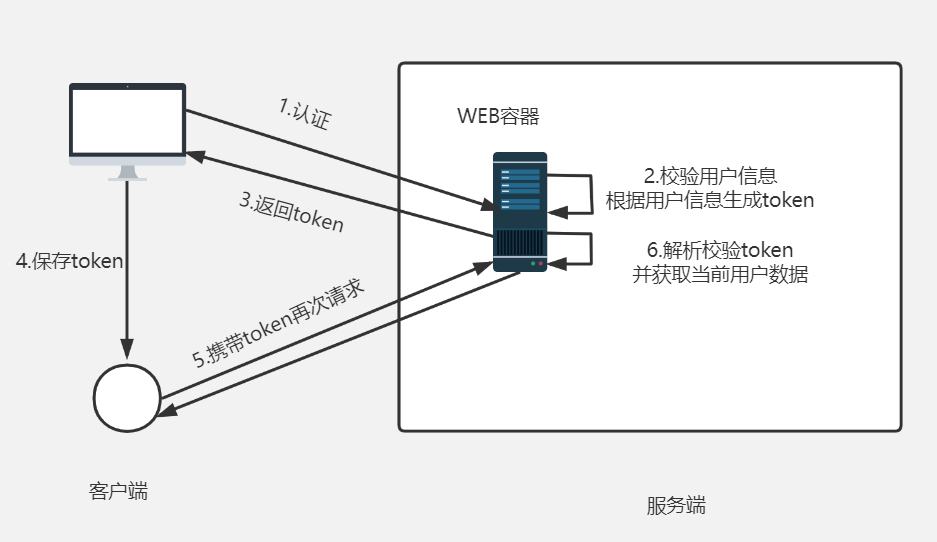 1.认证
WEB容器
2.校验用户信息
根据用户信息生成token
3.返回token
4.保存token
6.解析校验token
并获取当前用户数据
5.携带token再次请求
客户端
服务端